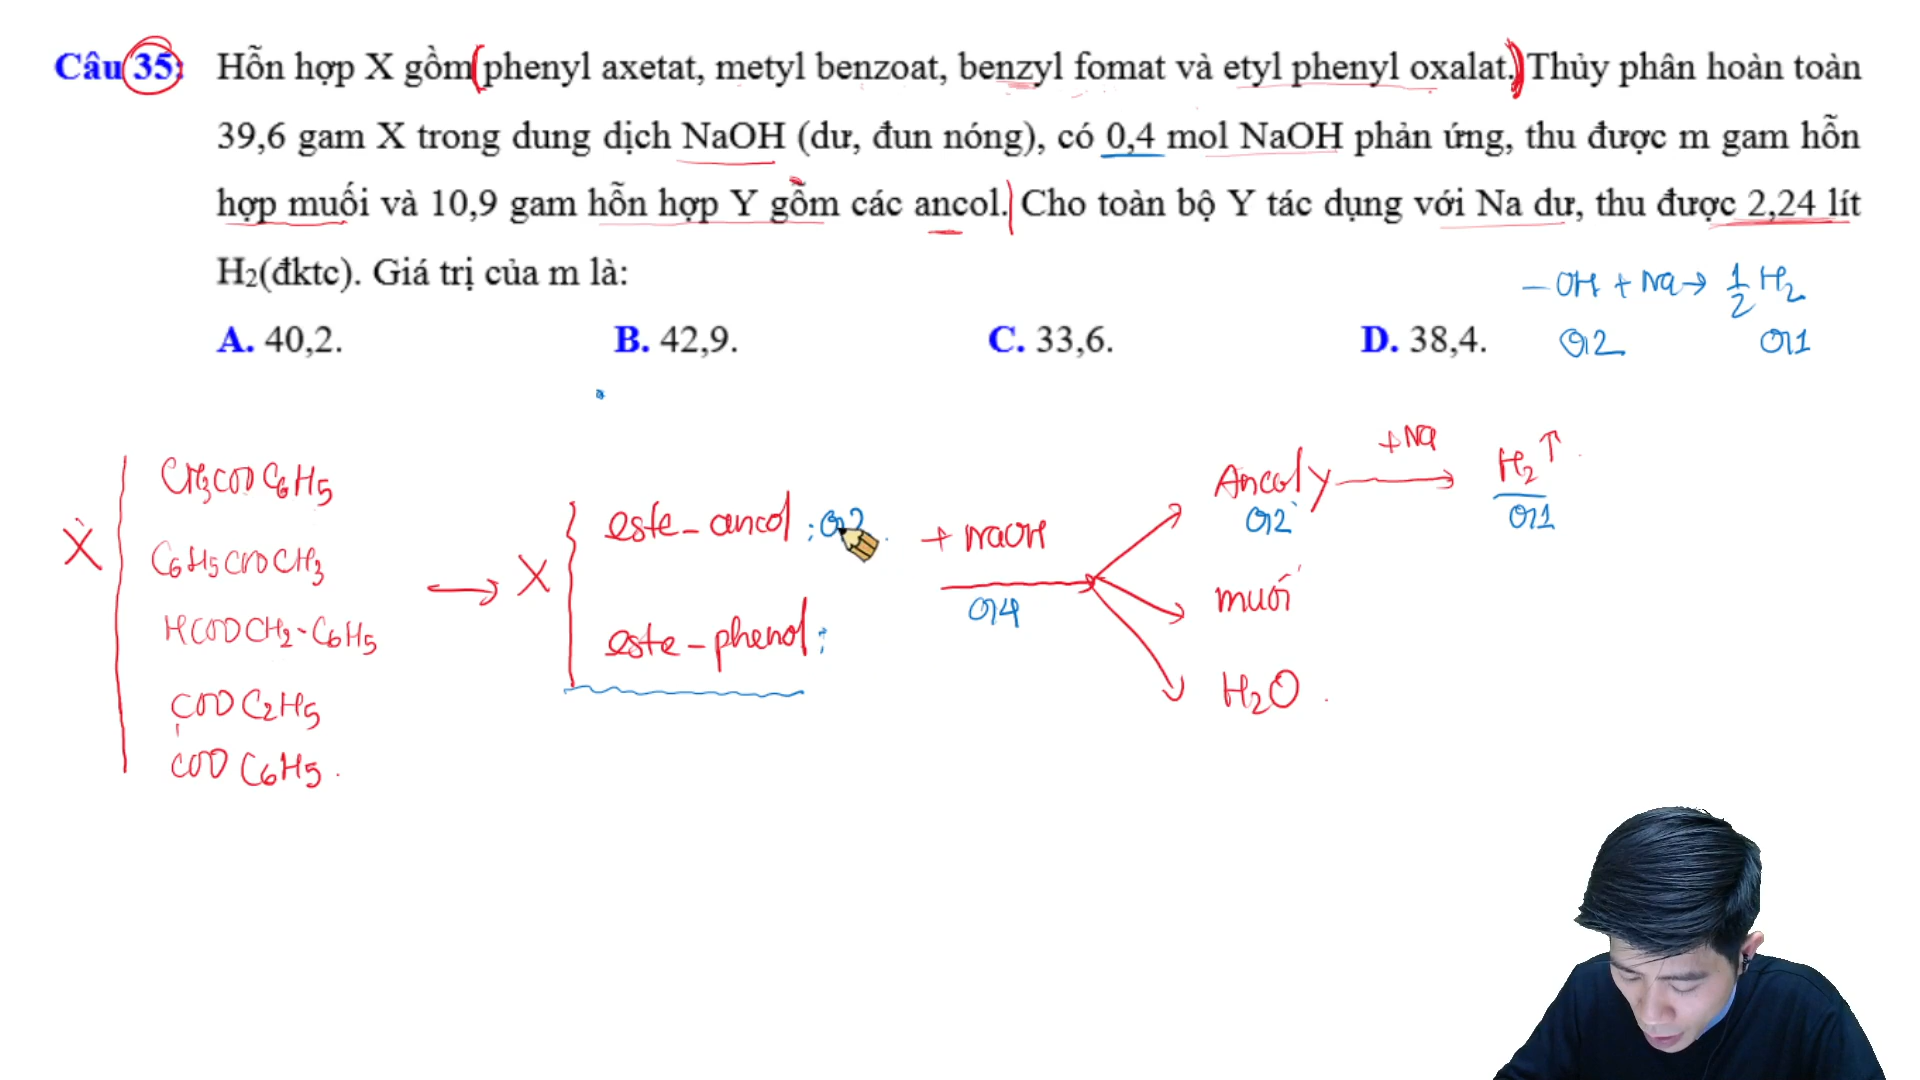 Câu 35: Hỗn hợp X gồm phenyl axetat, metyl benzoat, benzyl fomat và etyl phenyl oxalat. Thủy phân hoàn toàn
39,6 gam X trong dung dịch NaOH (dư, đun nóng), có 0,4 mol NaOH phản ứng, thu được m gam hỗn
hợp muối và 10,9 gam hỗn hợp Y gồm các ancol. Cho toàn bộ Y tác dụng với Na dư, thu được 2,24 lít
H2(đktc). Giá trị của m là:
-OH + Na → 1/2 H2
A. 40,2. B. 42,9. C. 33,6. D. 38,4.
0,2 0,1
X
CH3COOC6H5
C6H5COOCH3
HCOOCH2-C6H5
COOC2H5
COOC6H5.
→ X
este-ancol: 0,2
este-phenol:
+ NaOH
0,4
Ancol Y
0,2
+Na
H2↑
0,1
muối
H2O.